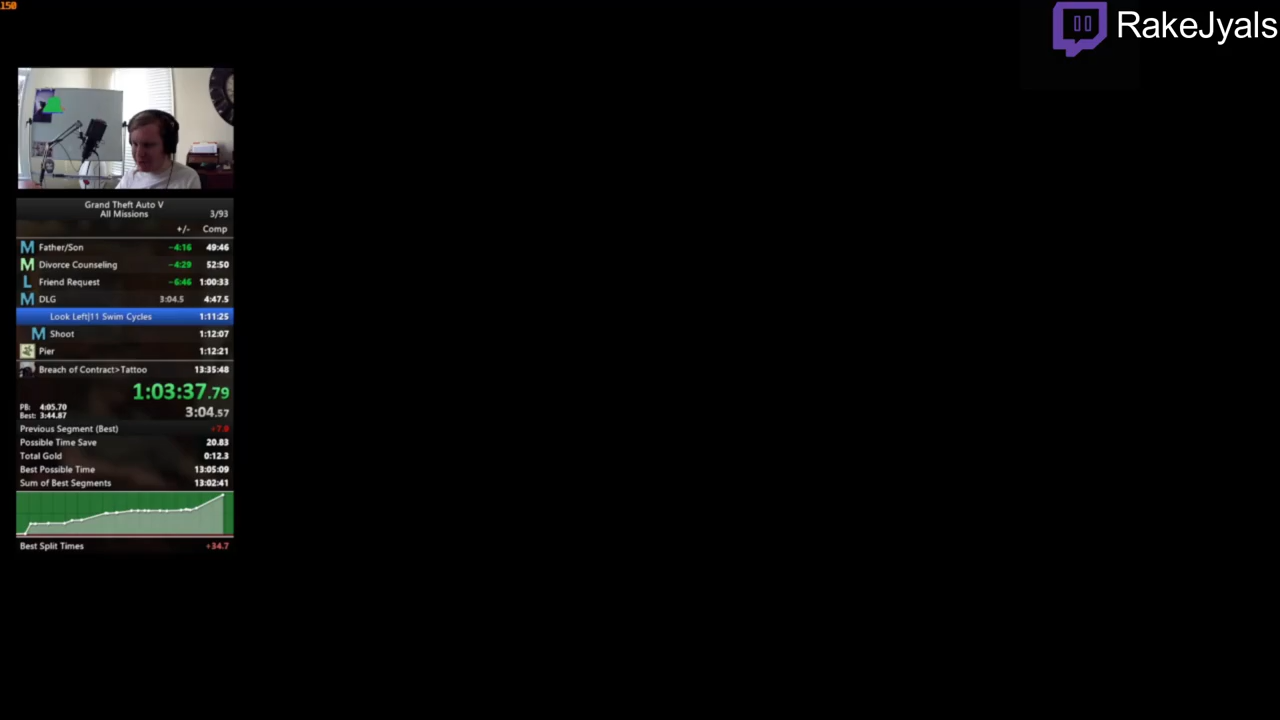 150
RakeJyals
Grand Theft Auto V
All Missions 3/93
+/- Comp
M Father/Son -4:16 49:46
M Divorce Counseling -4:29 52:50
L Friend Request -6:46 1:00:33
M DLG 3:04.5 4:47.5
Look Left|11 Swim Cycles 1:11:25
M Shoot 1:12:07
Pier 1:12:21
Breach of Contract>Tattoo 13:35:48
1:03:37.79
PB: 4:05.70
Best: 3:44.87 3:04.57
Previous Segment (Best) +7.9
Possible Time Save 20.83
Total Gold 0:12.3
Best Possible Time 13:05:09
Sum of Best Segments 13:02:41
Best Split Times +34.7